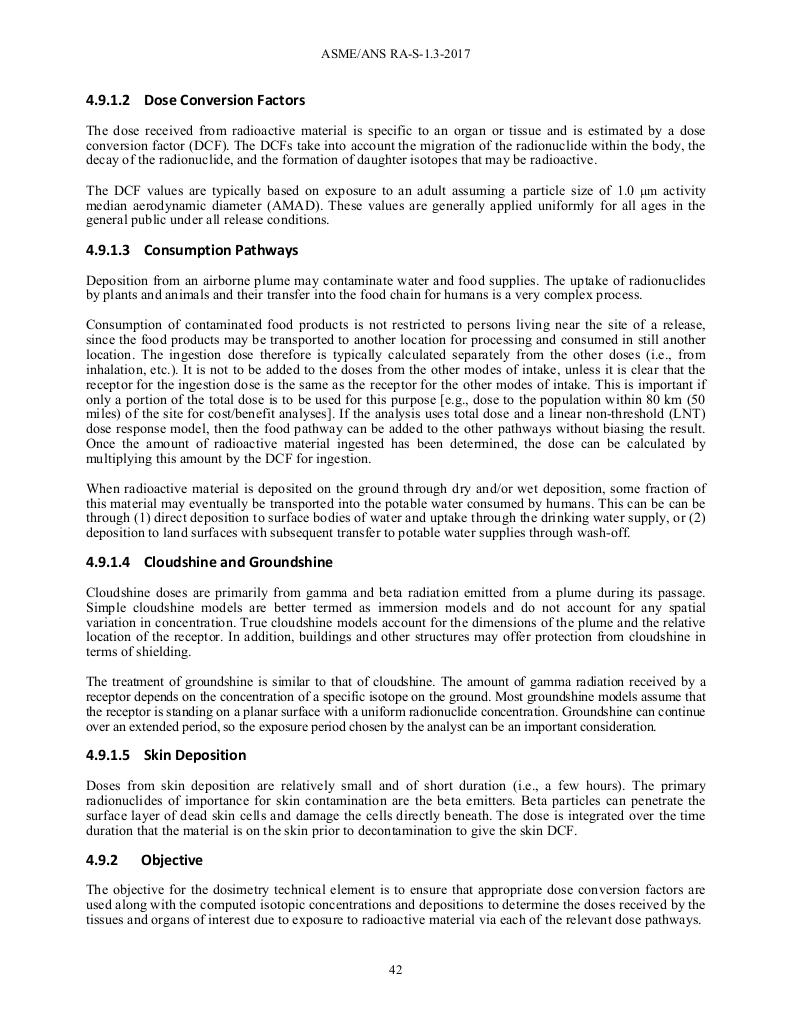 ASME/ANS RA-S-1.3-2017
4.9.1.2 Dose Conversion Factors
The dose received from radioactive material is specific to an organ or tissue and is estimated by a dose
conversion factor (DCF). The DCFs take into account the migration of the radionuclide within the body, the
decay of the radionuclide, and the formation of daughter isotopes that may be radioactive.
The DCF values are typically based on exposure to an adult assuming a particle size of 1.0 μm activity
median aerodynamic diameter (AMAD). These values are generally applied uniformly for all ages in the
general public under all release conditions.
4.9.1.3 Consumption Pathways
Deposition from an airborne plume may contaminate water and food supplies. The uptake of radionuclides
by plants and animals and their transfer into the food chain for humans is a very complex process.
Consumption of contaminated food products is not restricted to persons living near the site of a release,
since the food products may be transported to another location for processing and consumed in still another
location. The ingestion dose therefore is typically calculated separately from the other doses (i.e., from
inhalation, etc.). It is not to be added to the doses from the other modes of intake, unless it is clear that the
receptor for the ingestion dose is the same as the receptor for the other modes of intake. This is important if
only a portion of the total dose is to be used for this purpose [e.g., dose to the population within 80 km (50
miles) of the site for cost/benefit analyses]. If the analysis uses total dose and a linear non-threshold (LNT)
dose response model, then the food pathway can be added to the other pathways without biasing the result.
Once the amount of radioactive material ingested has been determined, the dose can be calculated by
multiplying this amount by the DCF for ingestion.
When radioactive material is deposited on the ground through dry and/or wet deposition, some fraction of
this material may eventually be transported into the potable water consumed by humans. This can be can be
through (1) direct deposition to surface bodies of water and uptake through the drinking water supply, or (2)
deposition to land surfaces with subsequent transfer to potable water supplies through wash-off.
4.9.1.4 Cloudshine and Groundshine
Cloudshine doses are primarily from gamma and beta radiation emitted from a plume during its passage.
Simple cloudshine models are better termed as immersion models and do not account for any spatial
variation in concentration. True cloudshine models account for the dimensions of the plume and the relative
location of the receptor. In addition, buildings and other structures may offer protection from cloudshine in
terms of shielding.
The treatment of groundshine is similar to that of cloudshine. The amount of gamma radiation received by a
receptor depends on the concentration of a specific isotope on the ground. Most groundshine models assume that
the receptor is standing on a planar surface with a uniform radionuclide concentration. Groundshine can continue
over an extended period, so the exposure period chosen by the analyst can be an important consideration.
4.9.1.5 Skin Deposition
Doses from skin deposition are relatively small and of short duration (i.e., a few hours). The primary
radionuclides of importance for skin contamination are the beta emitters. Beta particles can penetrate the
surface layer of dead skin cells and damage the cells directly beneath. The dose is integrated over the time
duration that the material is on the skin prior to decontamination to give the skin DCF.
4.9.2 Objective
The objective for the dosimetry technical element is to ensure that appropriate dose conversion factors are
used along with the computed isotopic concentrations and depositions to determine the doses received by the
tissues and organs of interest due to exposure to radioactive material via each of the relevant dose pathways.
42